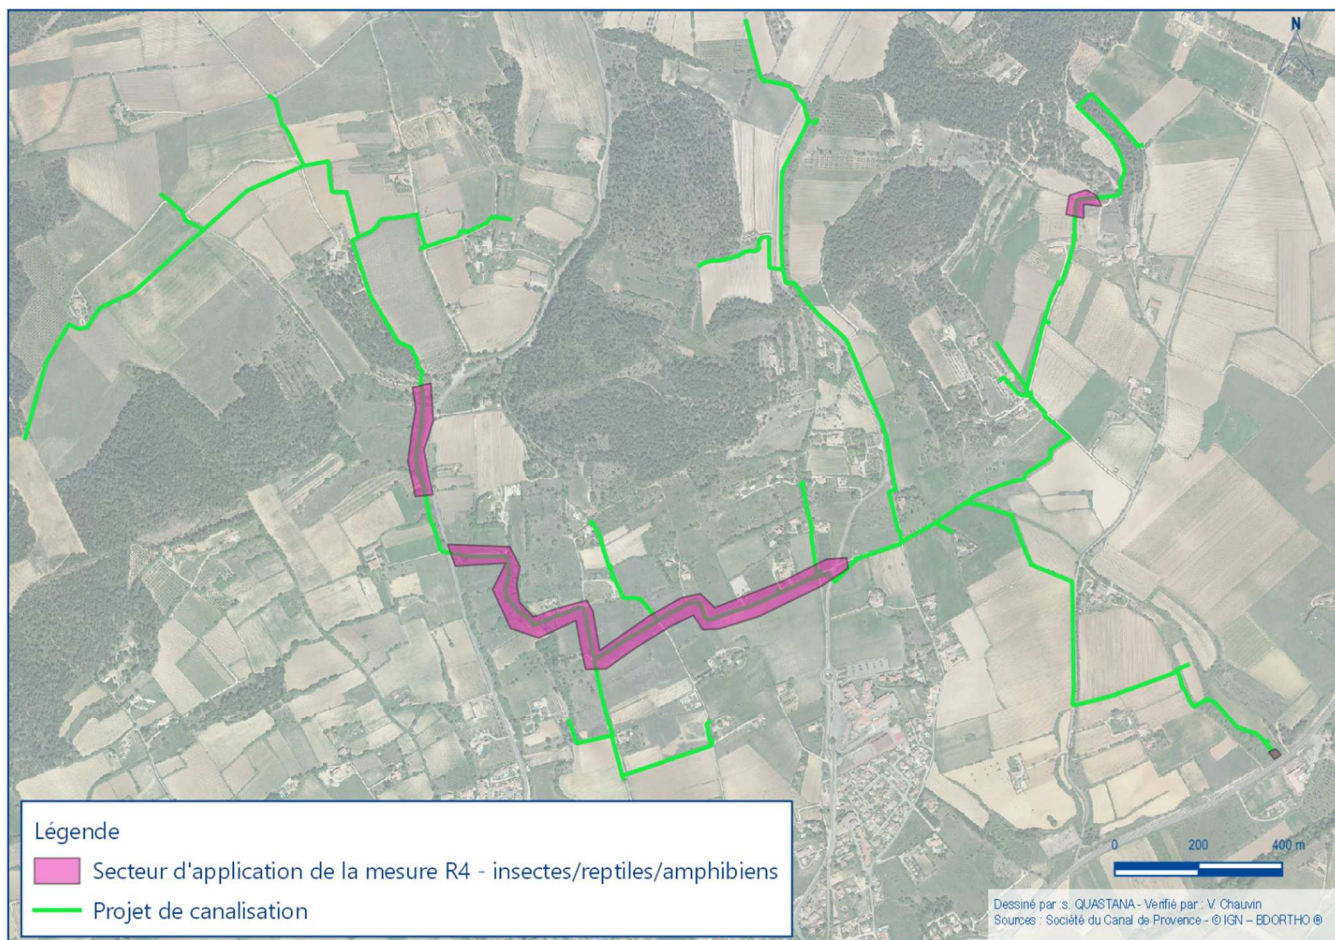 N
0 200 400 m
Légende
Secteur d'application de la mesure R4 - insectes/reptiles/amphibiens
Projet de canalisation
Dessiné par :s. QUASTANA - Verifié par : V. Chauvin
Sources : Société du Canal de Provence - © IGN – BDORTHO ®